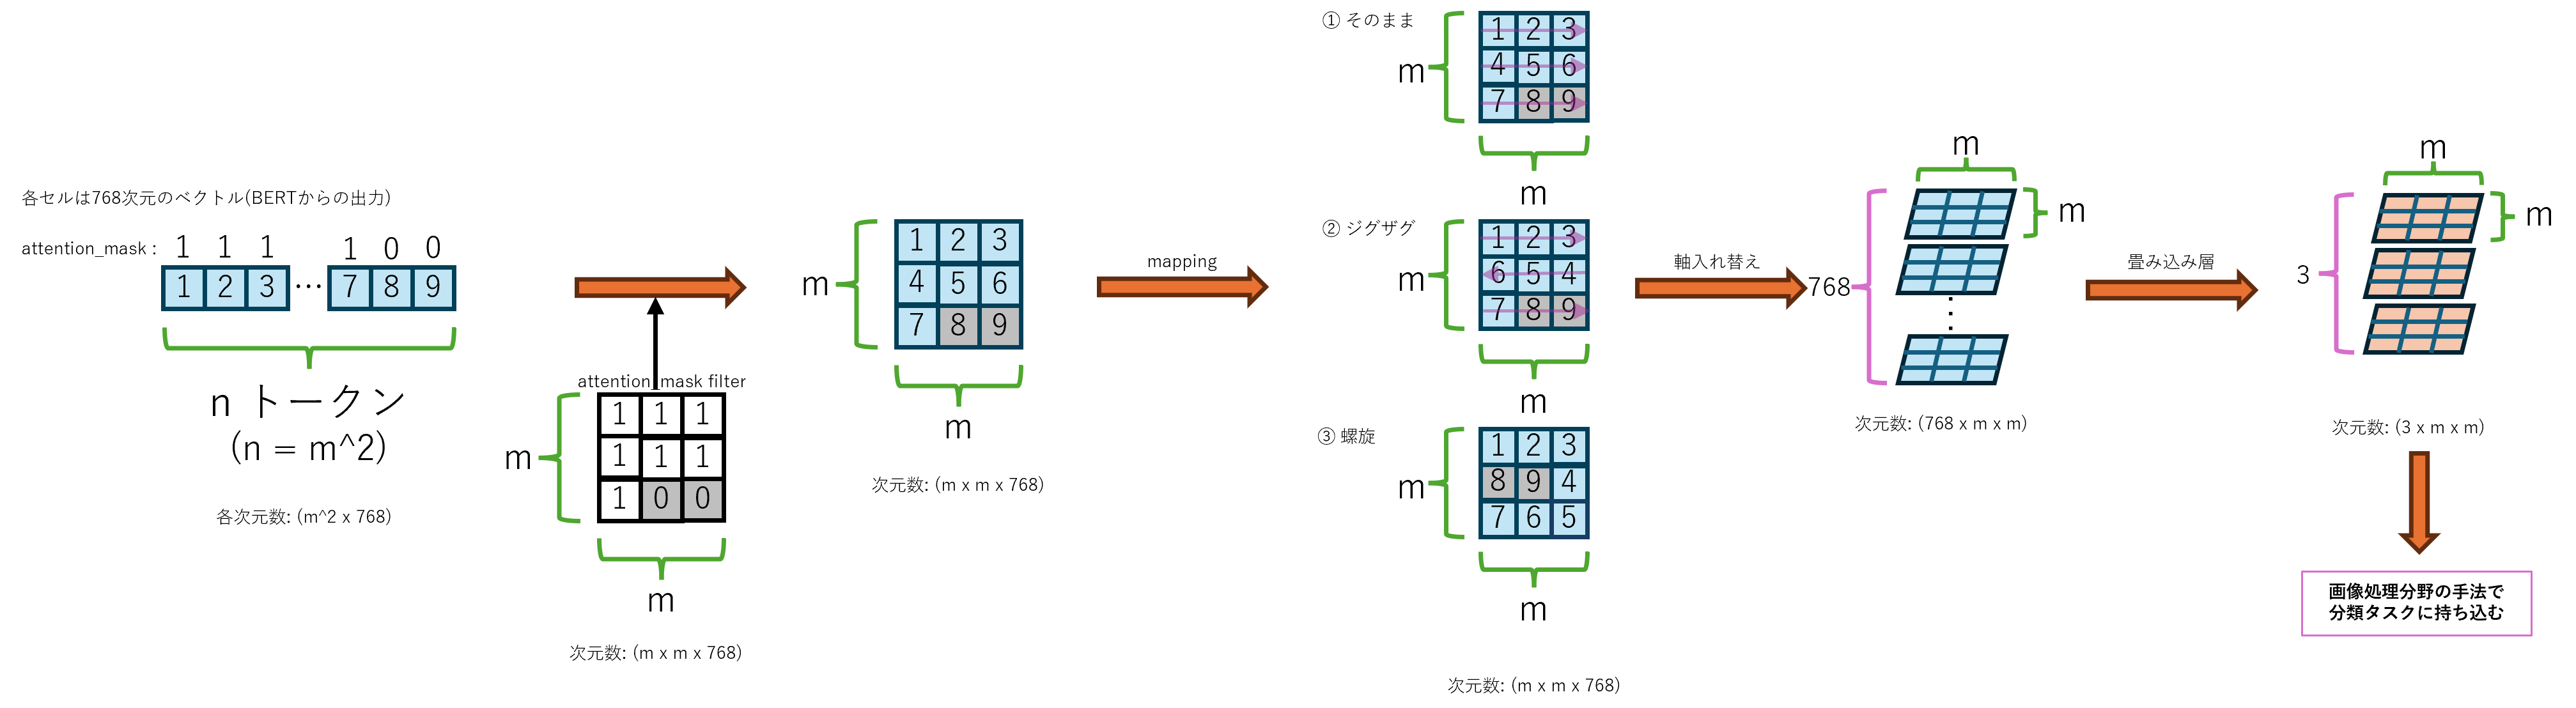 各セルは768次元のベクトル(BERTからの出力)
attention_mask : 1 1 1 1 0 0
1 2 3 ... 7 8 9
n トークン
(n = m^2)
各次元数: (m^2 x 768)
attention_mask filter
m
1 1 1
1 1 1
1 0 0
m
次元数: (m x m x 768)
m
1 2 3
4 5 6
7 8 9
m
次元数: (m x m x 768)
mapping
① そのまま
m
1 2 3
4 5 6
7 8 9
m
② ジグザグ
m
1 2 3
6 5 4
7 8 9
m
③ 螺旋
m
1 2 3
8 9 4
7 6 5
m
次元数: (m x m x 768)
軸入れ替え
768
m
m
次元数: (768 x m x m)
畳み込み層
3
m
m
次元数: (3 x m x m)
画像処理分野の手法で
分類タスクに持ち込む